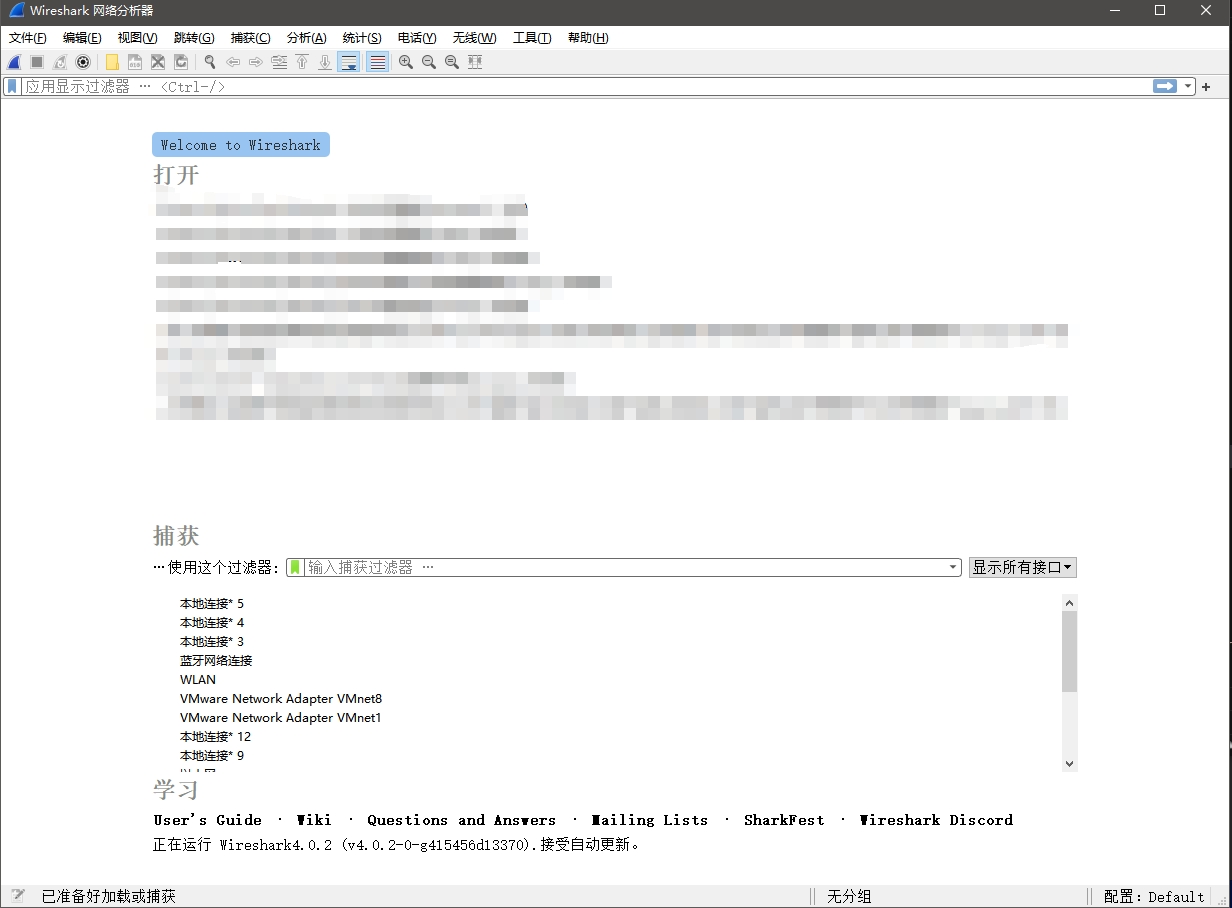 Wireshark 网络分析器
文件(F) 编辑(E) 视图(V) 跳转(G) 捕获(C) 分析(A) 统计(S) 电话(Y) 无线(W) 工具(T) 帮助(H)
应用显示过滤器 … <Ctrl-/>
Welcome to Wireshark
打开
捕获
…使用这个过滤器: 输入捕获过滤器 … 显示所有接口
本地连接* 5
本地连接* 4
本地连接* 3
蓝牙网络连接
WLAN
VMware Network Adapter VMnet8
VMware Network Adapter VMnet1
本地连接* 12
本地连接* 9
学习
User's Guide · Wiki · Questions and Answers · Mailing Lists · SharkFest · Wireshark Discord
正在运行 Wireshark4.0.2 (v4.0.2-0-g415456d13370).接受自动更新。
已准备好加载或捕获 无分组 配置: Default